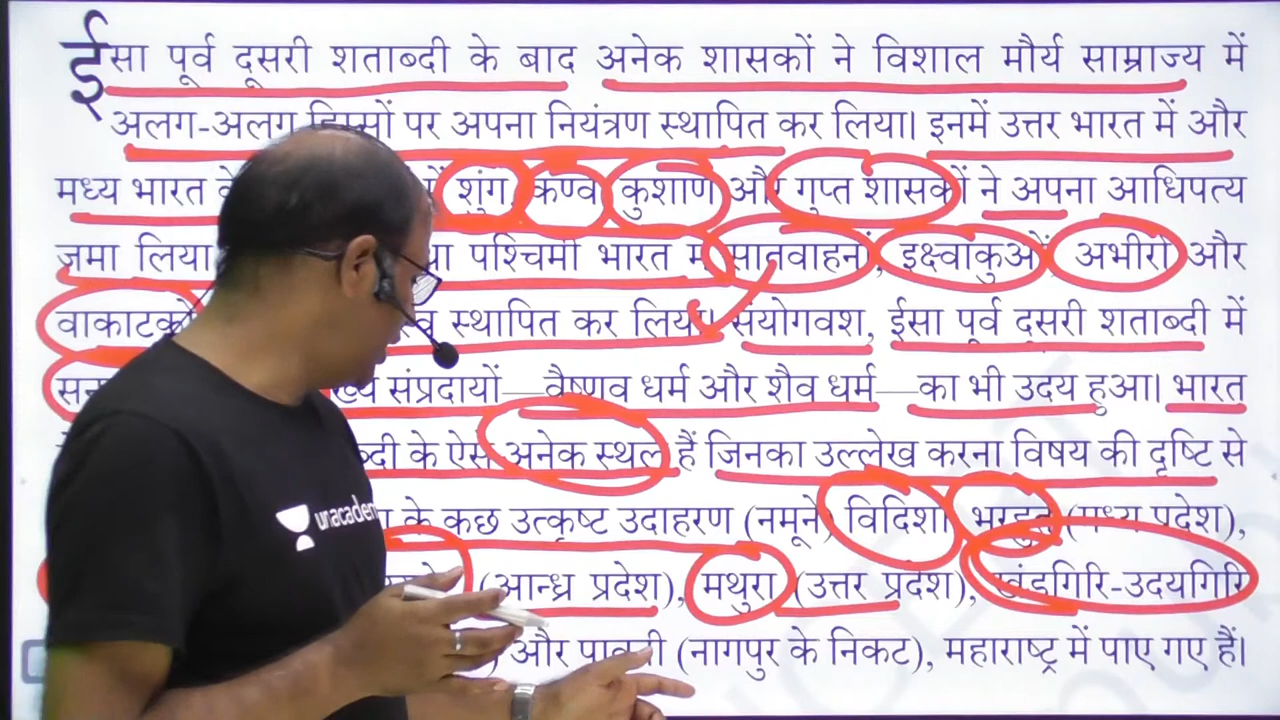 ईसा पूर्व दूसरी शताब्दी के बाद अनेक शासकों ने विशाल मौर्य साम्राज्य में
अलग-अलग हिस्सों पर अपना नियंत्रण स्थापित कर लिया। इनमें उत्तर भारत में और
मध्य भारत में शुंग, कण्व कुशाण और गुप्त शासकों ने अपना आधिपत्य
जमा लिया पश्चिमी भारत में सातवाहनों, इक्ष्वाकुओं, अभीरों और
वाकाटकों स्थापित कर लिया। संयोगवश, ईसा पूर्व दूसरी शताब्दी में
संप्रदायों—वैष्णव धर्म और शैव धर्म—का भी उदय हुआ। भारत
के ऐसे अनेक स्थल हैं जिनका उल्लेख करना विषय की दृष्टि से
के कुछ उत्कृष्ट उदाहरण (नमूने) विदिशा, भरहुत (मध्य प्रदेश),
(आन्ध्र प्रदेश), मथुरा (उत्तर प्रदेश), खंडगिरि-उदयगिरि
और पावनी (नागपुर के निकट), महाराष्ट्र में पाए गए हैं।
unacadem